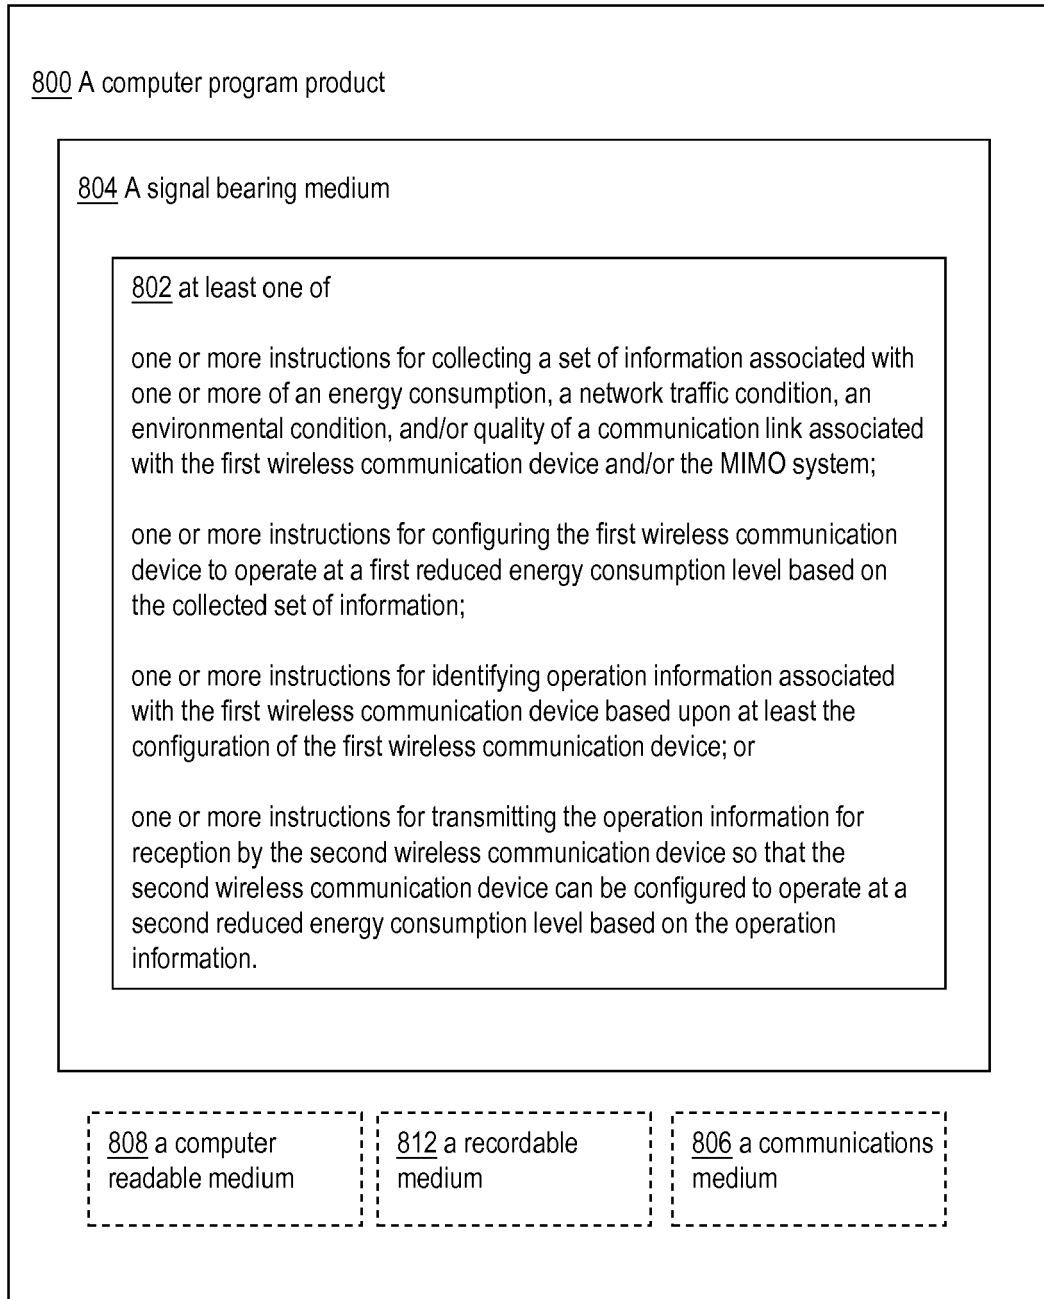 800 A computer program product
804 A signal bearing medium
802 at least one of
one or more instructions for collecting a set of information associated with
one or more of an energy consumption, a network traffic condition, an
environmental condition, and/or quality of a communication link associated
with the first wireless communication device and/or the MIMO system;
one or more instructions for configuring the first wireless communication
device to operate at a first reduced energy consumption level based on
the collected set of information;
one or more instructions for identifying operation information associated
with the first wireless communication device based upon at least the
configuration of the first wireless communication device; or
one or more instructions for transmitting the operation information for
reception by the second wireless communication device so that the
second wireless communication device can be configured to operate at a
second reduced energy consumption level based on the operation
information.
808 a computer
readable medium
812 a recordable
medium
806 a communications
medium